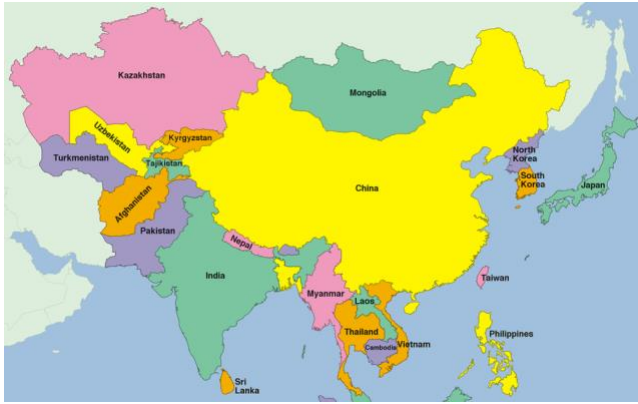 Kazakhstan
Mongolia
Uzbekistan
Kyrgyzstan
Turkmenistan
Tajikistan
North
Korea
South
Korea
Japan
China
Afghanistan
Pakistan
Nepal
India
Taiwan
Myanmar
Laos
Thailand
Philippines
Cambodia
Vietnam
Sri
Lanka